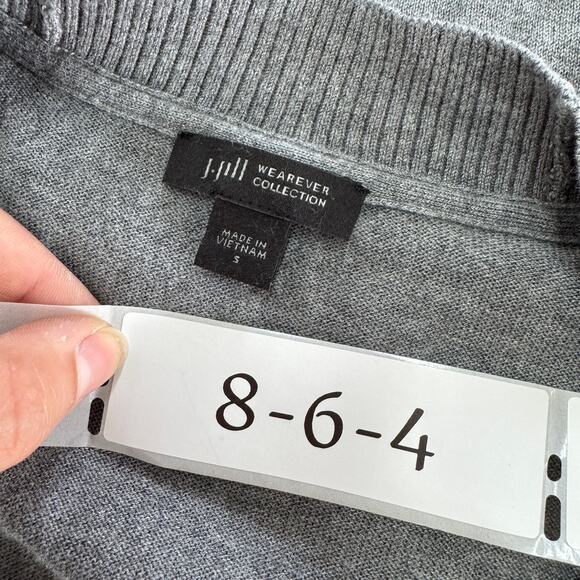 J.Jill WEAREVER
COLLECTION
MADE IN
VIETNAM
S
8-6-4